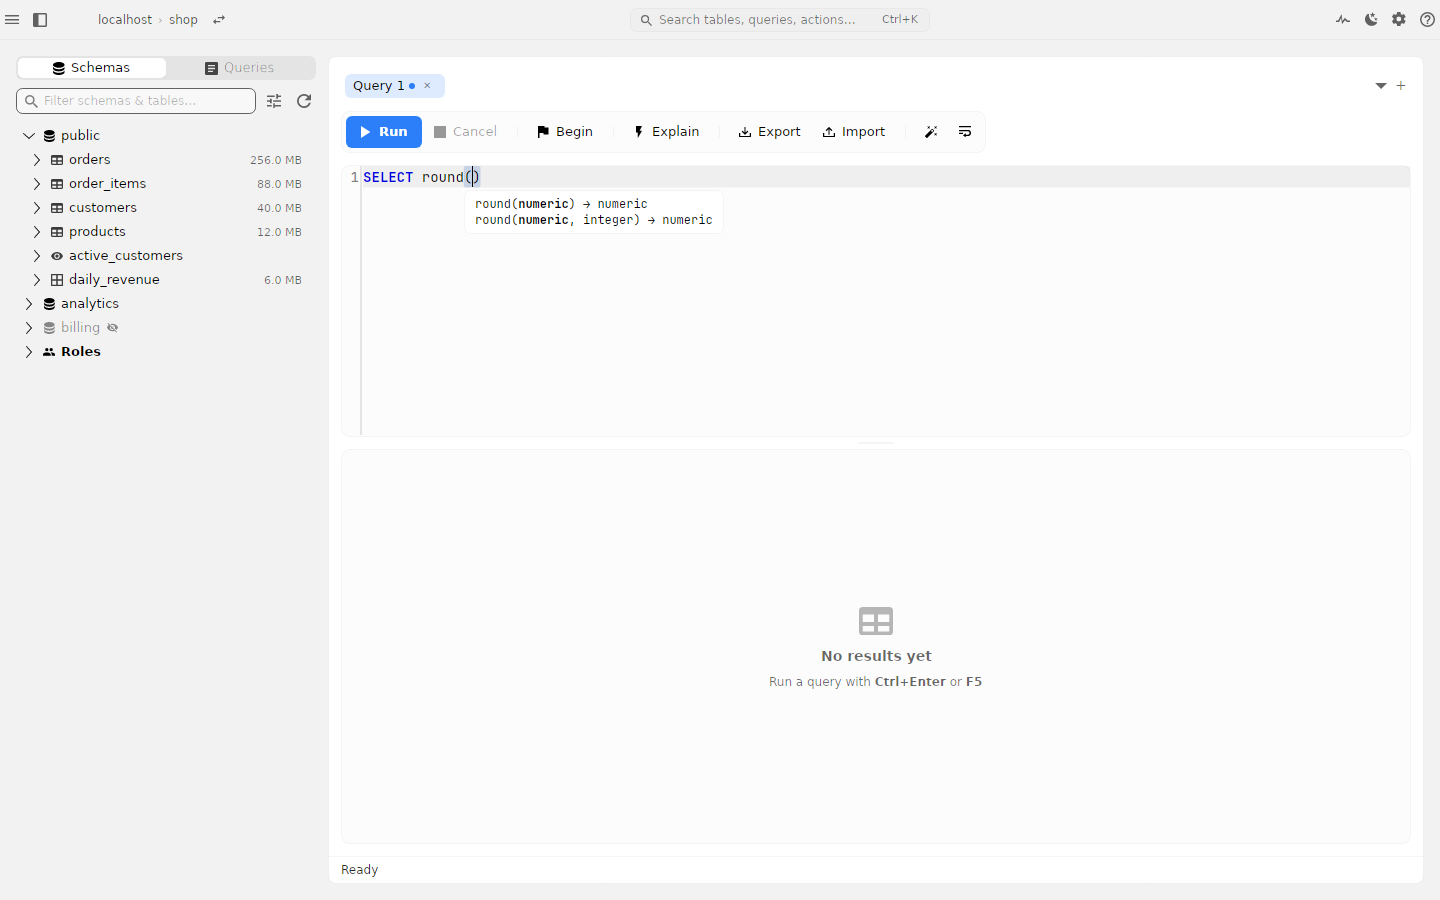 localhost › shop
Search tables, queries, actions... Ctrl+K
Schemas
Queries
Filter schemas & tables...
public
orders 256.0 MB
order_items 88.0 MB
customers 40.0 MB
products 12.0 MB
active_customers
daily_revenue 6.0 MB
analytics
billing
Roles
Query 1 ×
+
Run
Cancel
Begin
Explain
Export
Import
1 SELECT round()
round(numeric) → numeric
round(numeric, integer) → numeric
No results yet
Run a query with Ctrl+Enter or F5
Ready